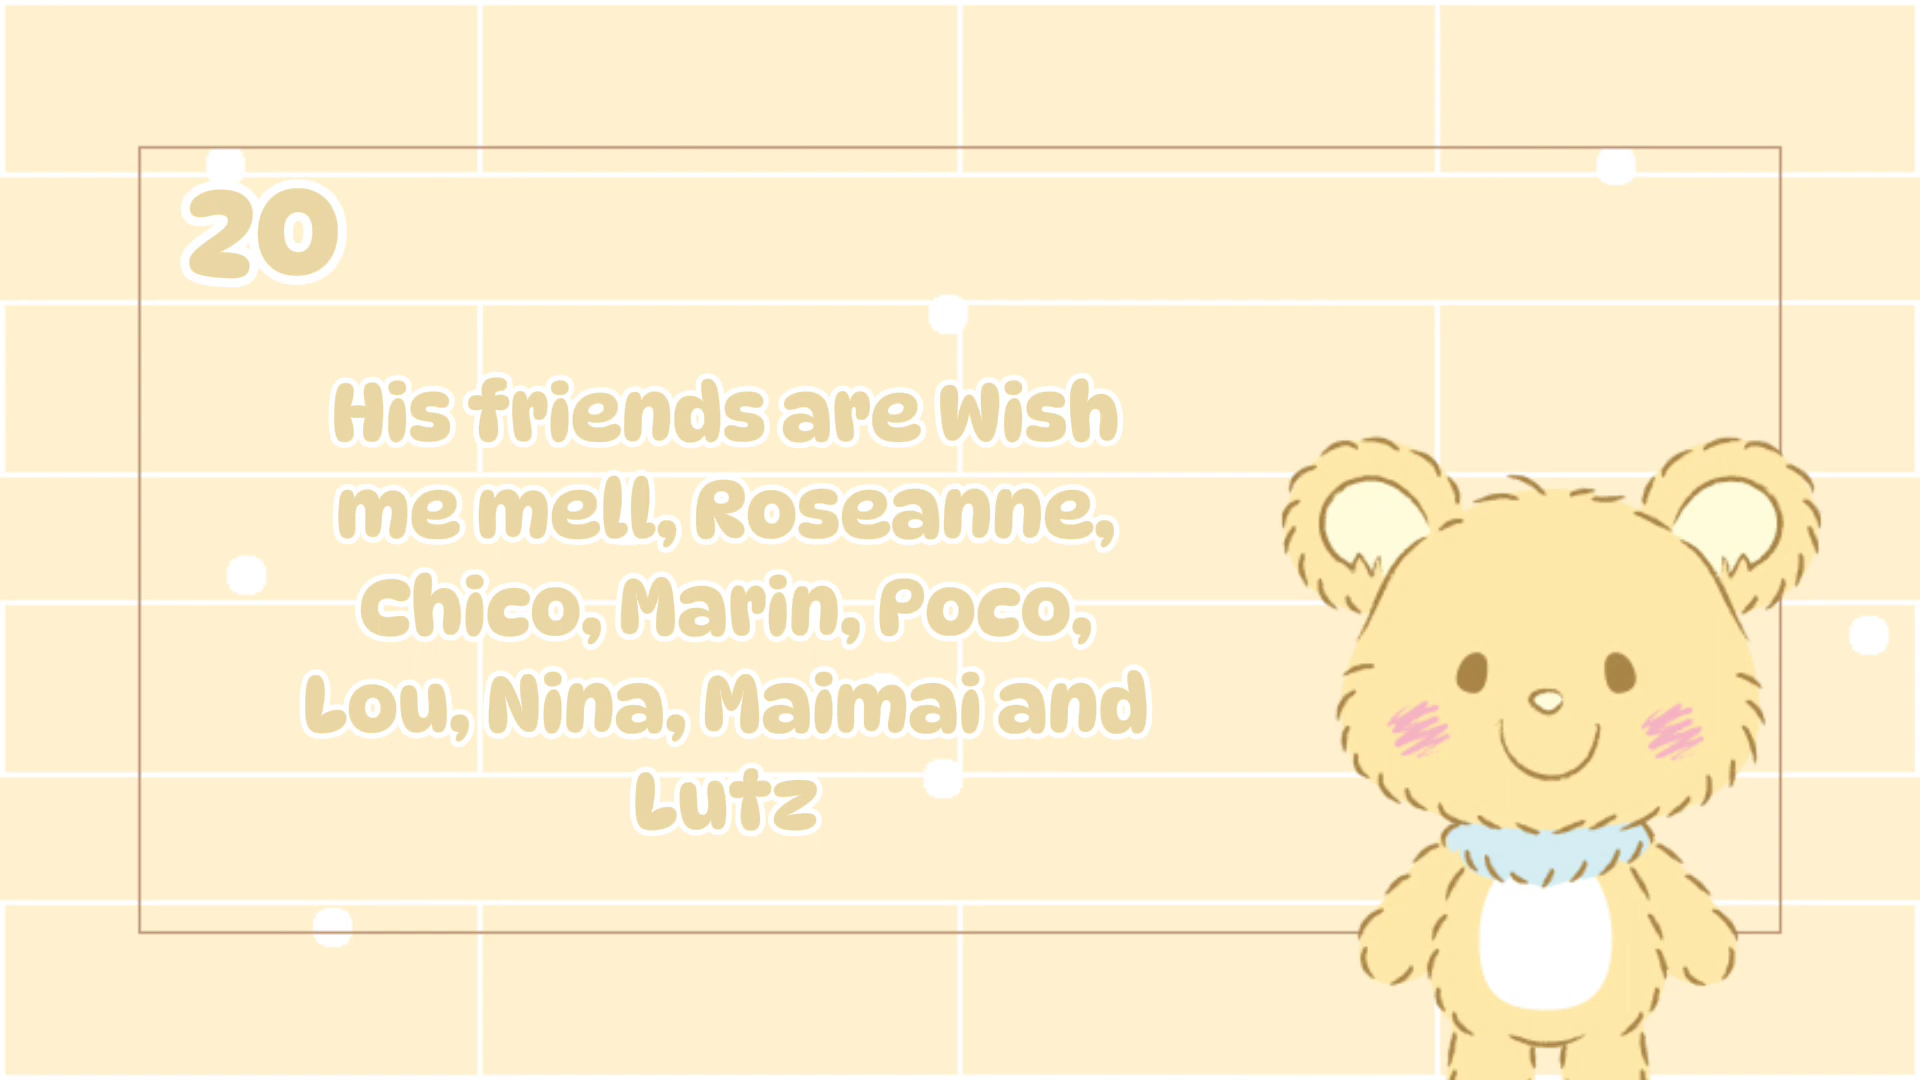 20
His friends are Wish
me mell, Roseanne,
Chico, Marin, Poco,
Lou, Nina, Maimai and
Lutz